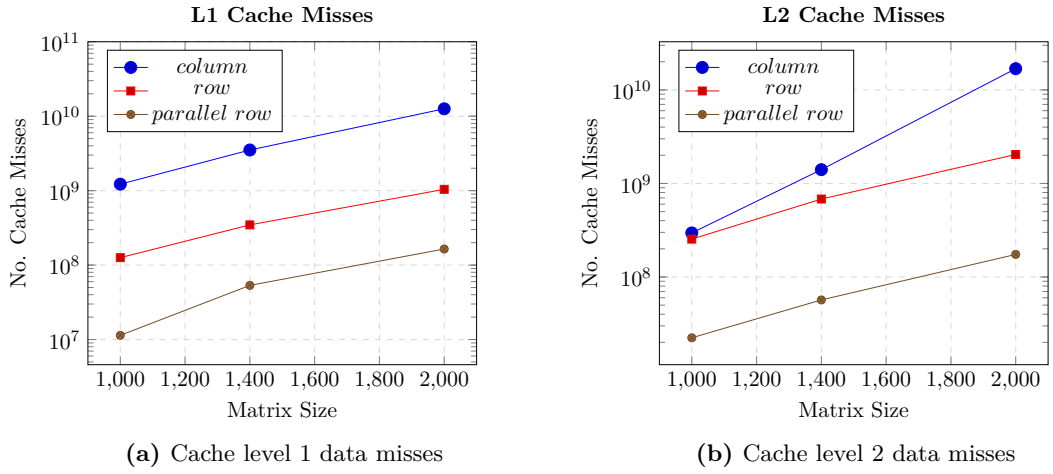 L1 Cache Misses
10^11
10^10
10^9
10^8
10^7
No. Cache Misses
column
row
parallel row
1,000 1,200 1,400 1,600 1,800 2,000
Matrix Size
(a) Cache level 1 data misses
L2 Cache Misses
10^10
10^9
10^8
No. Cache Misses
column
row
parallel row
1,000 1,200 1,400 1,600 1,800 2,000
Matrix Size
(b) Cache level 2 data misses